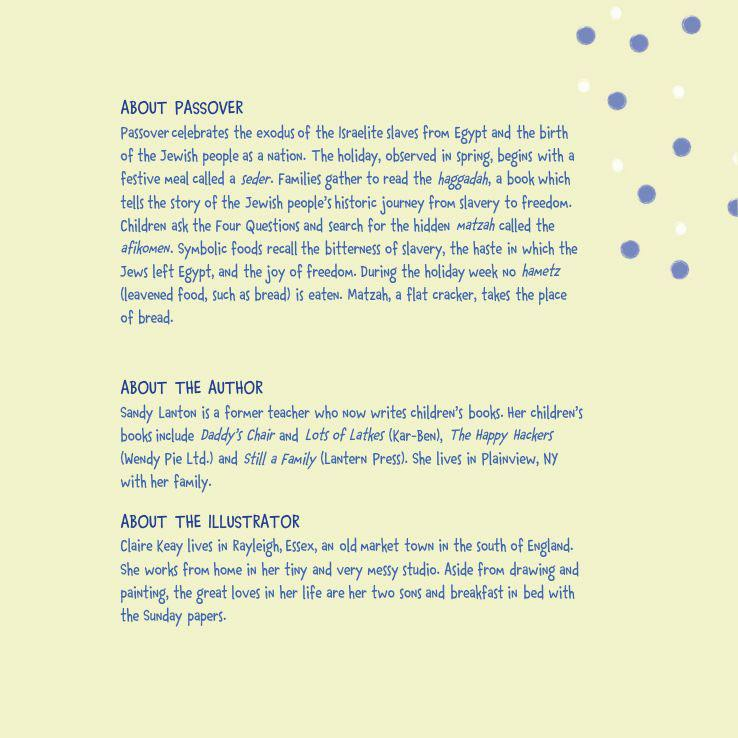 ABOUT PASSOVER
Passover celebrates the exodus of the Israelite slaves from Egypt and the birth
of the Jewish people as a nation. The holiday, observed in spring, begins with a
festive meal called a seder. Families gather to read the haggadah, a book which
tells the story of the Jewish people's historic journey from slavery to freedom.
Children ask the Four Questions and search for the hidden matzah called the
afikomen. Symbolic foods recall the bitterness of slavery, the haste in which the
Jews left Egypt, and the joy of freedom. During the holiday week no hametz
(leavened food, such as bread) is eaten. Matzah, a flat cracker, takes the place
of bread.
ABOUT THE AUTHOR
Sandy Lanton is a former teacher who now writes children's books. Her children's
books include Daddy's Chair and Lots of Latkes (Kar-Ben), The Happy Hackers
(Wendy Pie Ltd.) and Still a Family (Lantern Press). She lives in Plainview, NY
with her family.
ABOUT THE ILLUSTRATOR
Claire Keay lives in Rayleigh, Essex, an old market town in the south of England.
She works from home in her tiny and very messy studio. Aside from drawing and
painting, the great loves in her life are her two sons and breakfast in bed with
the Sunday papers.